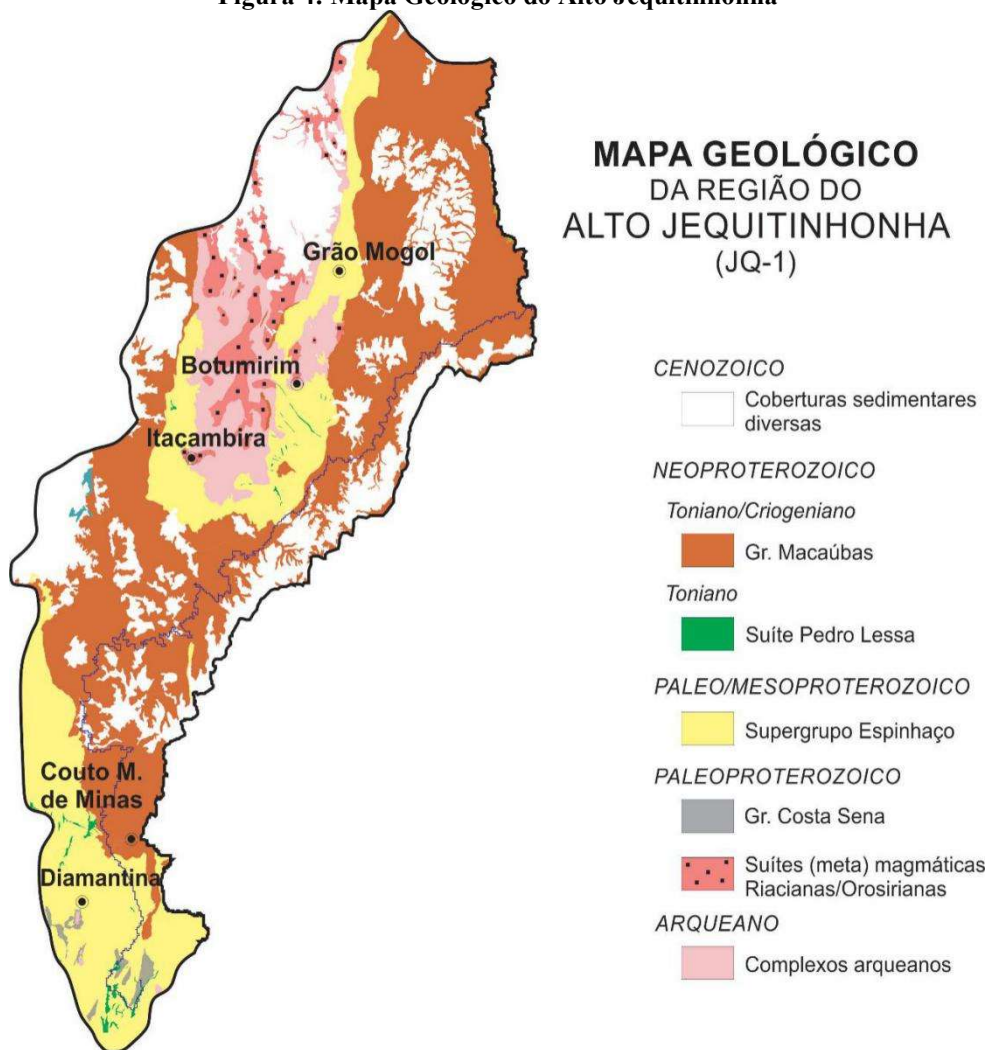 Figura 4: Mapa Geológico do Alto Jequitinhonha
MAPA GEOLÓGICO
DA REGIÃO DO
ALTO JEQUITINHONHA
(JQ-1)
Grão Mogol
Botumirim
Itacambira
Couto M.
de Minas
Diamantina
CENOZOICO
Coberturas sedimentares
diversas
NEOPROTEROZOICO
Toniano/Criogeniano
Gr. Macaúbas
Toniano
Suíte Pedro Lessa
PALEO/MESOPROTEROZOICO
Supergrupo Espinhaço
PALEOPROTEROZOICO
Gr. Costa Sena
Suítes (meta) magmáticas
Riacianas/Orosirianas
ARQUEANO
Complexos arqueanos